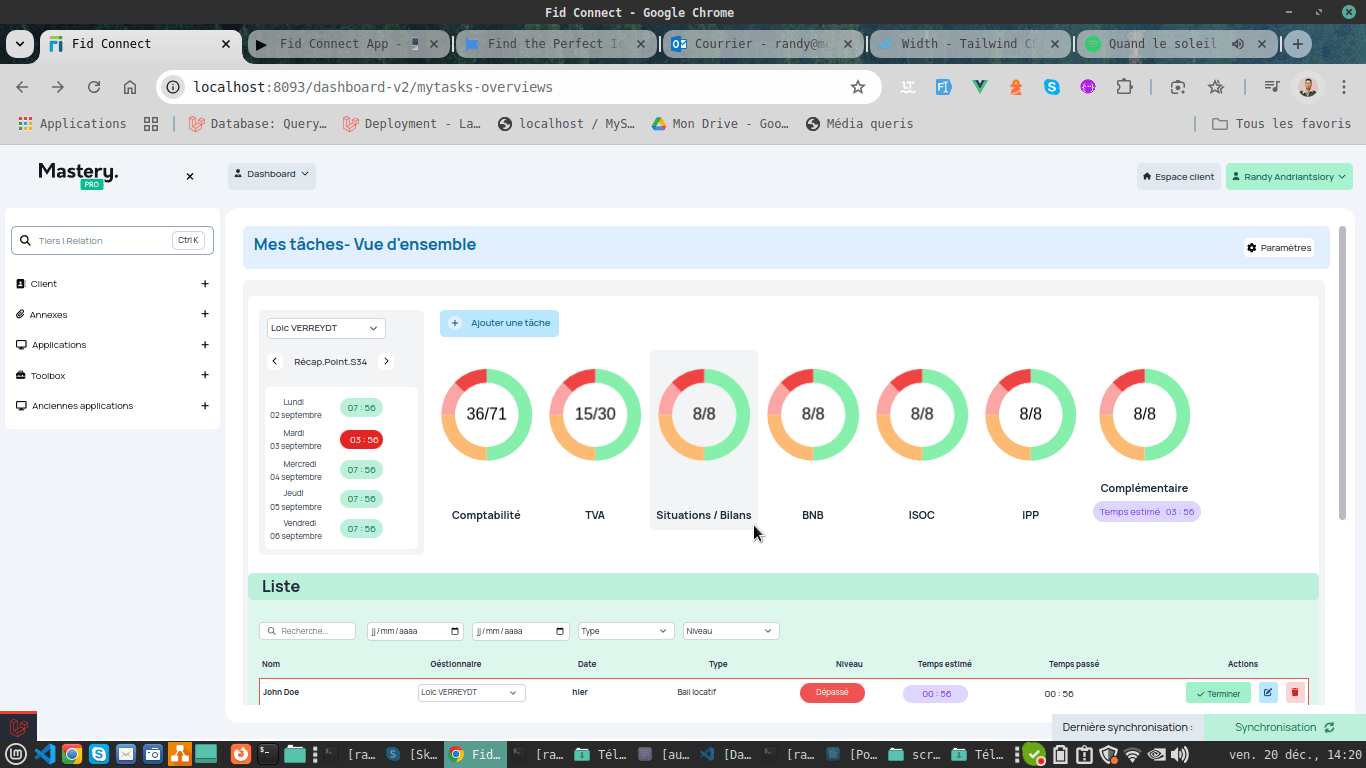 Fid Connect - Google Chrome
Fid Connect
Fid Connect App -
Find the Perfect Ic
Courrier - randy@m
Width - Tailwind CS
Quand le soleil
localhost:8093/dashboard-v2/mytasks-overviews
Applications
Database: Query…
Deployment - La…
localhost / MyS…
Mon Drive - Goo…
Média queris
Tous les favoris
Mastery.
PRO
Dashboard
Espace client
Randy Andriantsiory
Tiers | Relation
Ctrl K
Client
Annexes
Applications
Toolbox
Anciennes applications
Mes tâches- Vue d'ensemble
Paramètres
Loic VERREYDT
Récap.Point.S34
Lundi
02 septembre
07 : 56
Mardi
03 septembre
03 : 56
Mercredi
04 septembre
07 : 56
Jeudi
05 septembre
07 : 56
Vendredi
06 septembre
07 : 56
Ajouter une tâche
36/71
15/30
8/8
8/8
8/8
8/8
8/8
Comptabilité
TVA
Situations / Bilans
BNB
ISOC
IPP
Complémentaire
Temps estimé 03 : 56
Liste
Recherche...
jj/mm/aaaa
jj/mm/aaaa
Type
Niveau
Nom Géstionnaire Date Type Niveau Temps estimé Temps passé Actions
John Doe Loic VERREYDT hier Bail locatif Dépassé 00 : 56 00 : 56 Terminer
Dernière synchronisation :
Synchronisation
[ra…
[Sk…
Fid…
[ra…
Tél…
[au…
[Da…
[ra…
[Po…
scr…
Tél…
ven. 20 déc., 14:20